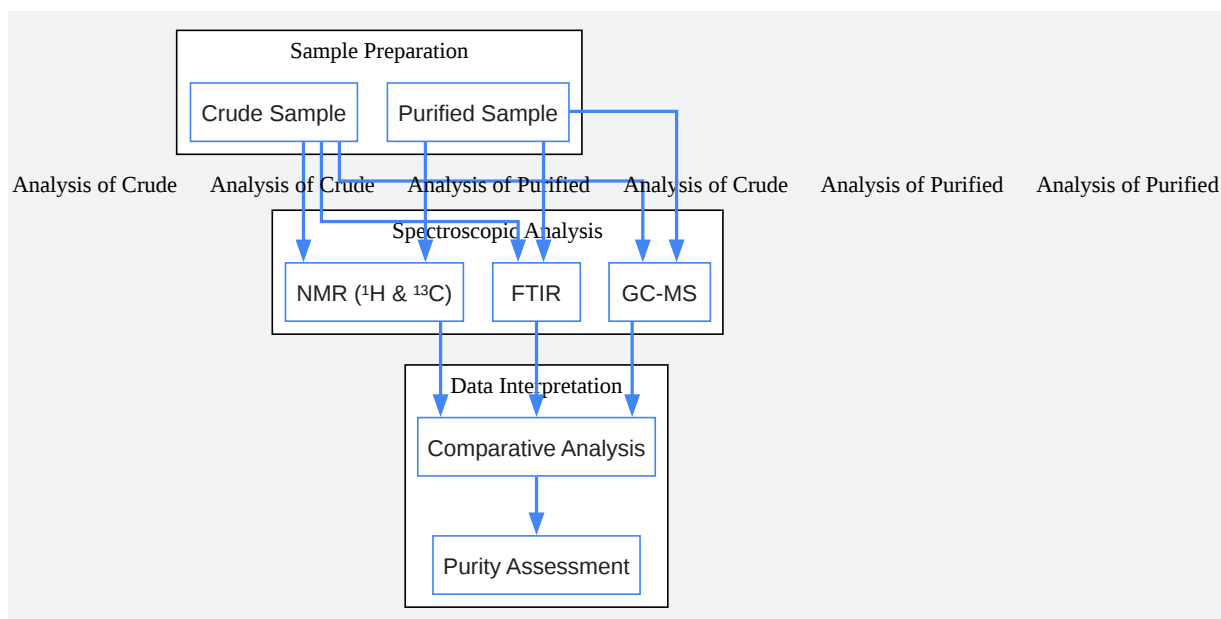 Sample Preparation
Crude Sample
Purified Sample
Analysis of Crude
Analysis of Crude
Analysis of Purified
Analysis of Crude
Analysis of Purified
Analysis of Purified
Spectroscopic Analysis
NMR (¹H & ¹³C)
FTIR
GC-MS
Data Interpretation
Comparative Analysis
Purity Assessment